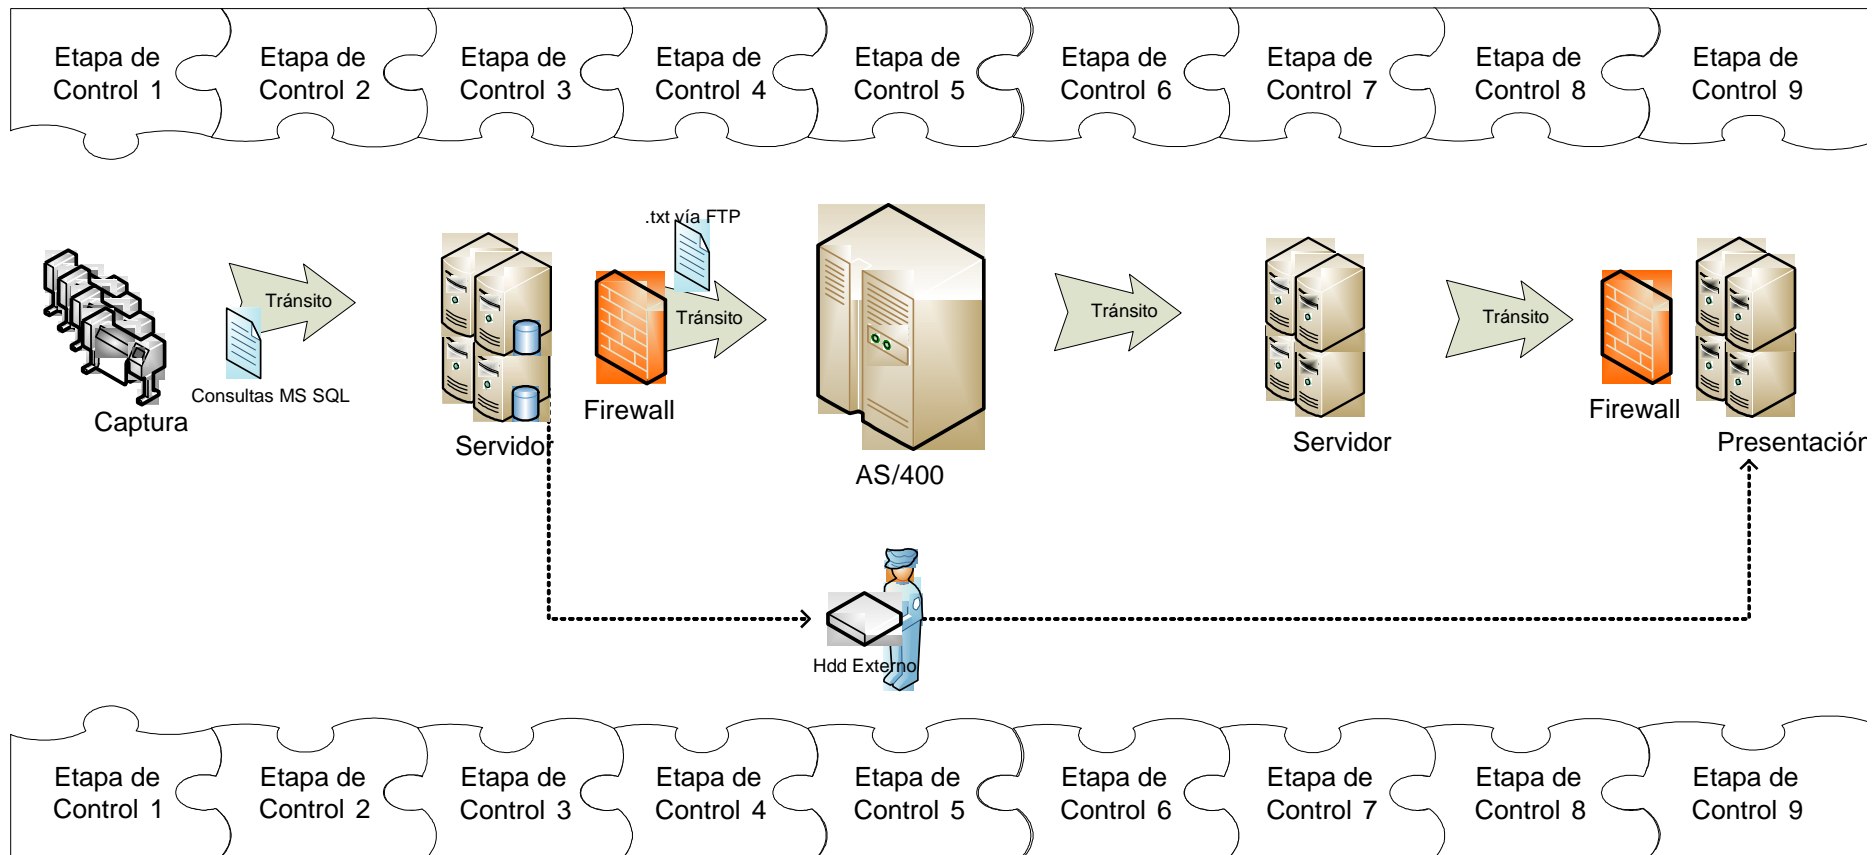 Etapa de
Control 1
Etapa de
Control 2
Etapa de
Control 3
Etapa de
Control 4
Etapa de
Control 5
Etapa de
Control 6
Etapa de
Control 7
Etapa de
Control 8
Etapa de
Control 9
.txt vía FTP
Tránsito
Tránsito
Tránsito
Tránsito
Consultas MS SQL
Captura
Servidor
Firewall
AS/400
Servidor
Firewall
Presentación
Hdd Externo
Etapa de
Control 1
Etapa de
Control 2
Etapa de
Control 3
Etapa de
Control 4
Etapa de
Control 5
Etapa de
Control 6
Etapa de
Control 7
Etapa de
Control 8
Etapa de
Control 9